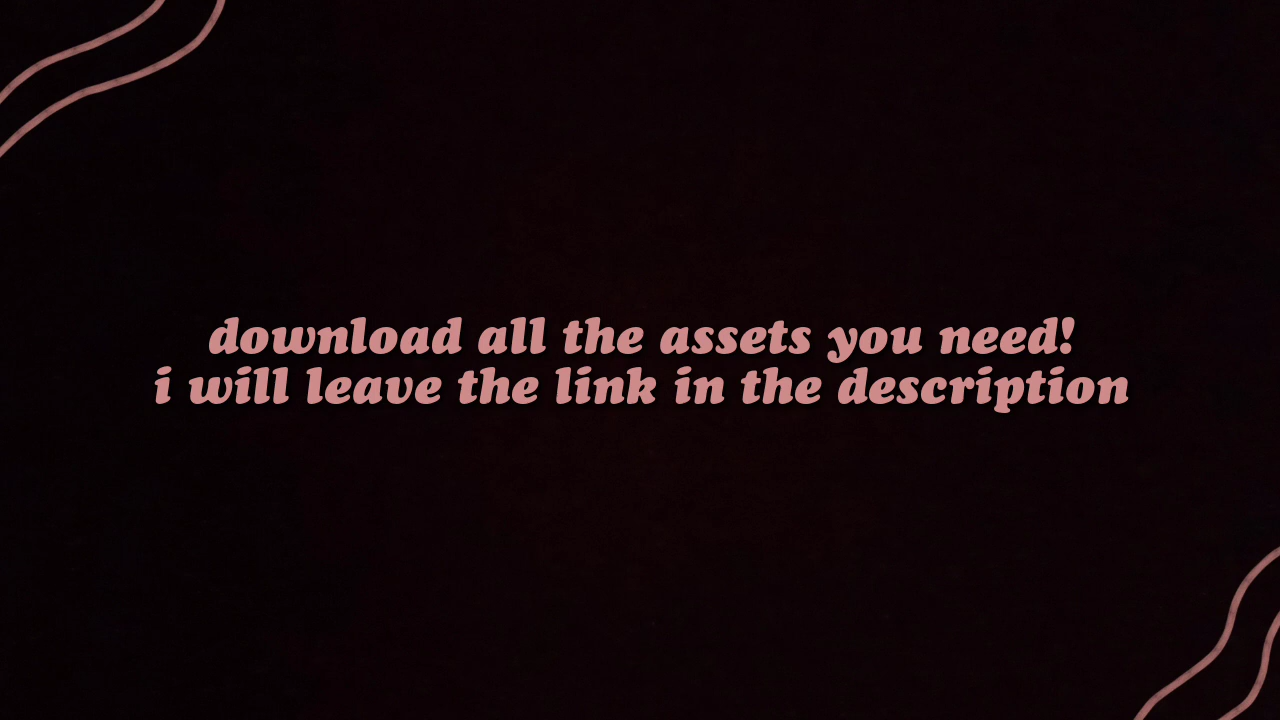 download all the assets you need!
i will leave the link in the description